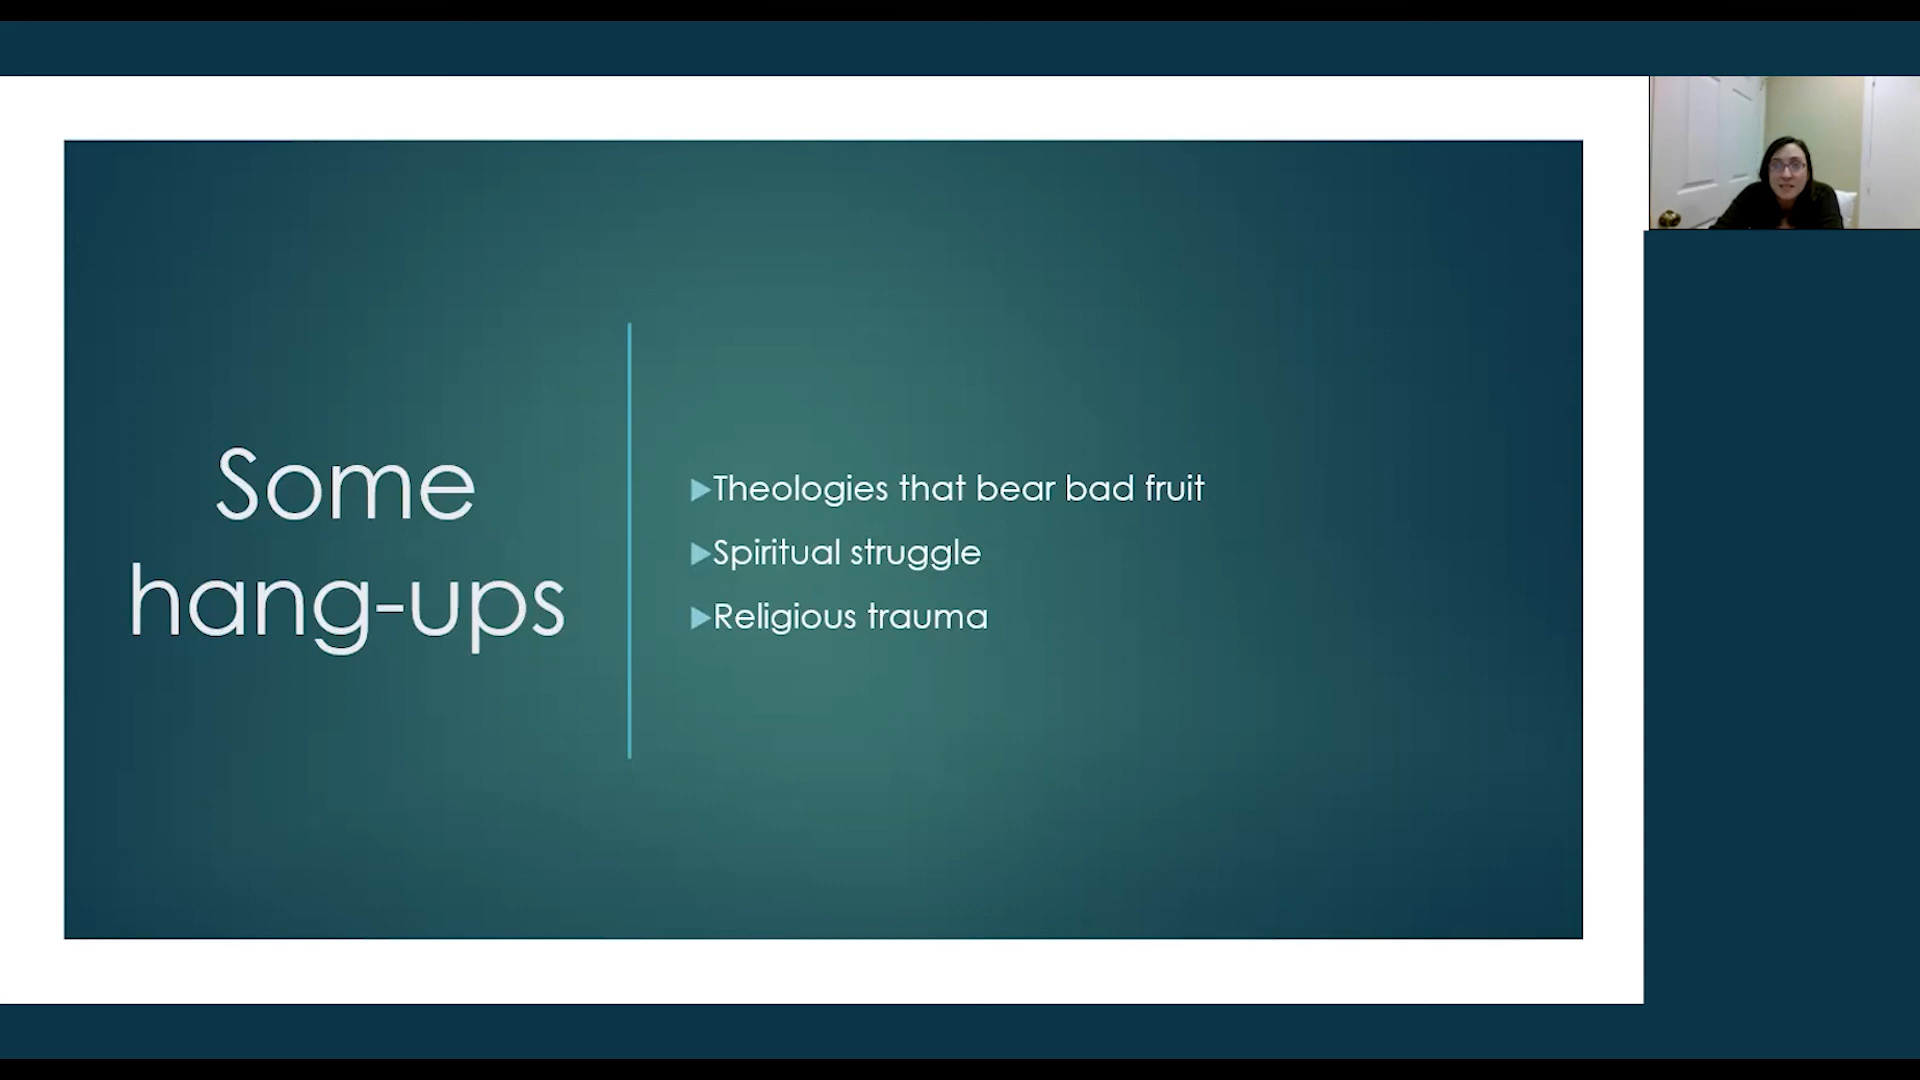 Some
hang-ups
Theologies that bear bad fruit
Spiritual struggle
Religious trauma